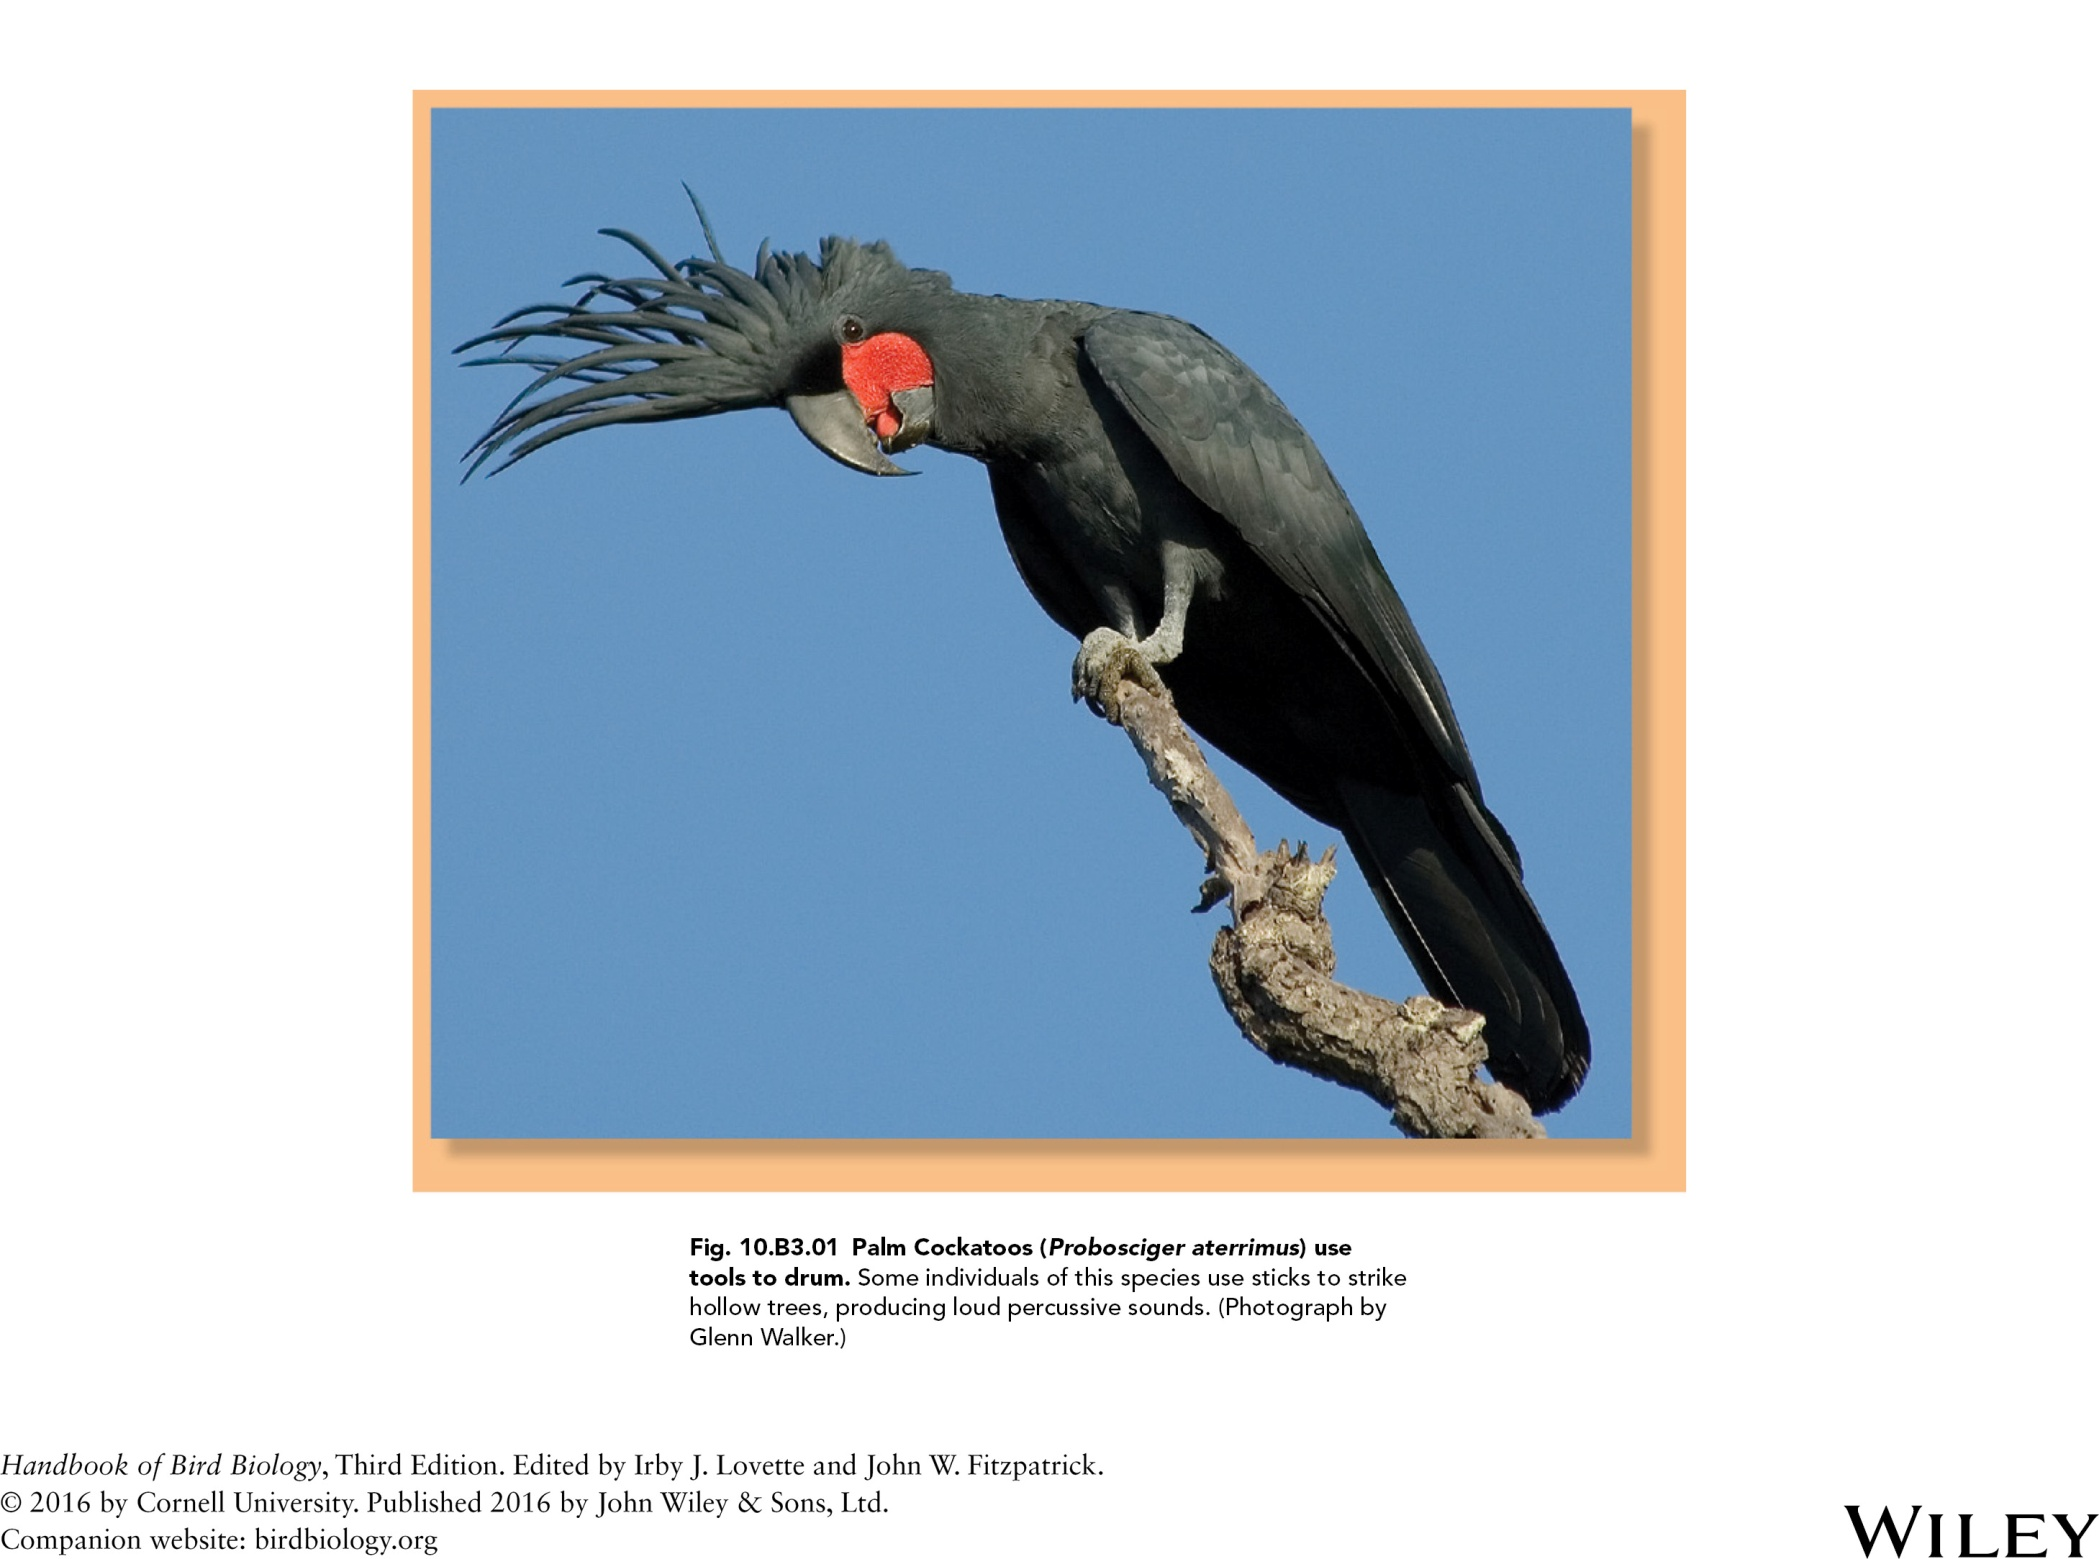 Fig. 10.B3.01 Palm Cockatoos (Probosciger aterrimus) use
tools to drum. Some individuals of this species use sticks to strike
hollow trees, producing loud percussive sounds. (Photograph by
Glenn Walker.)
Handbook of Bird Biology, Third Edition. Edited by Irby J. Lovette and John W. Fitzpatrick.
© 2016 by Cornell University. Published 2016 by John Wiley & Sons, Ltd.
Companion website: birdbiology.org
WILEY